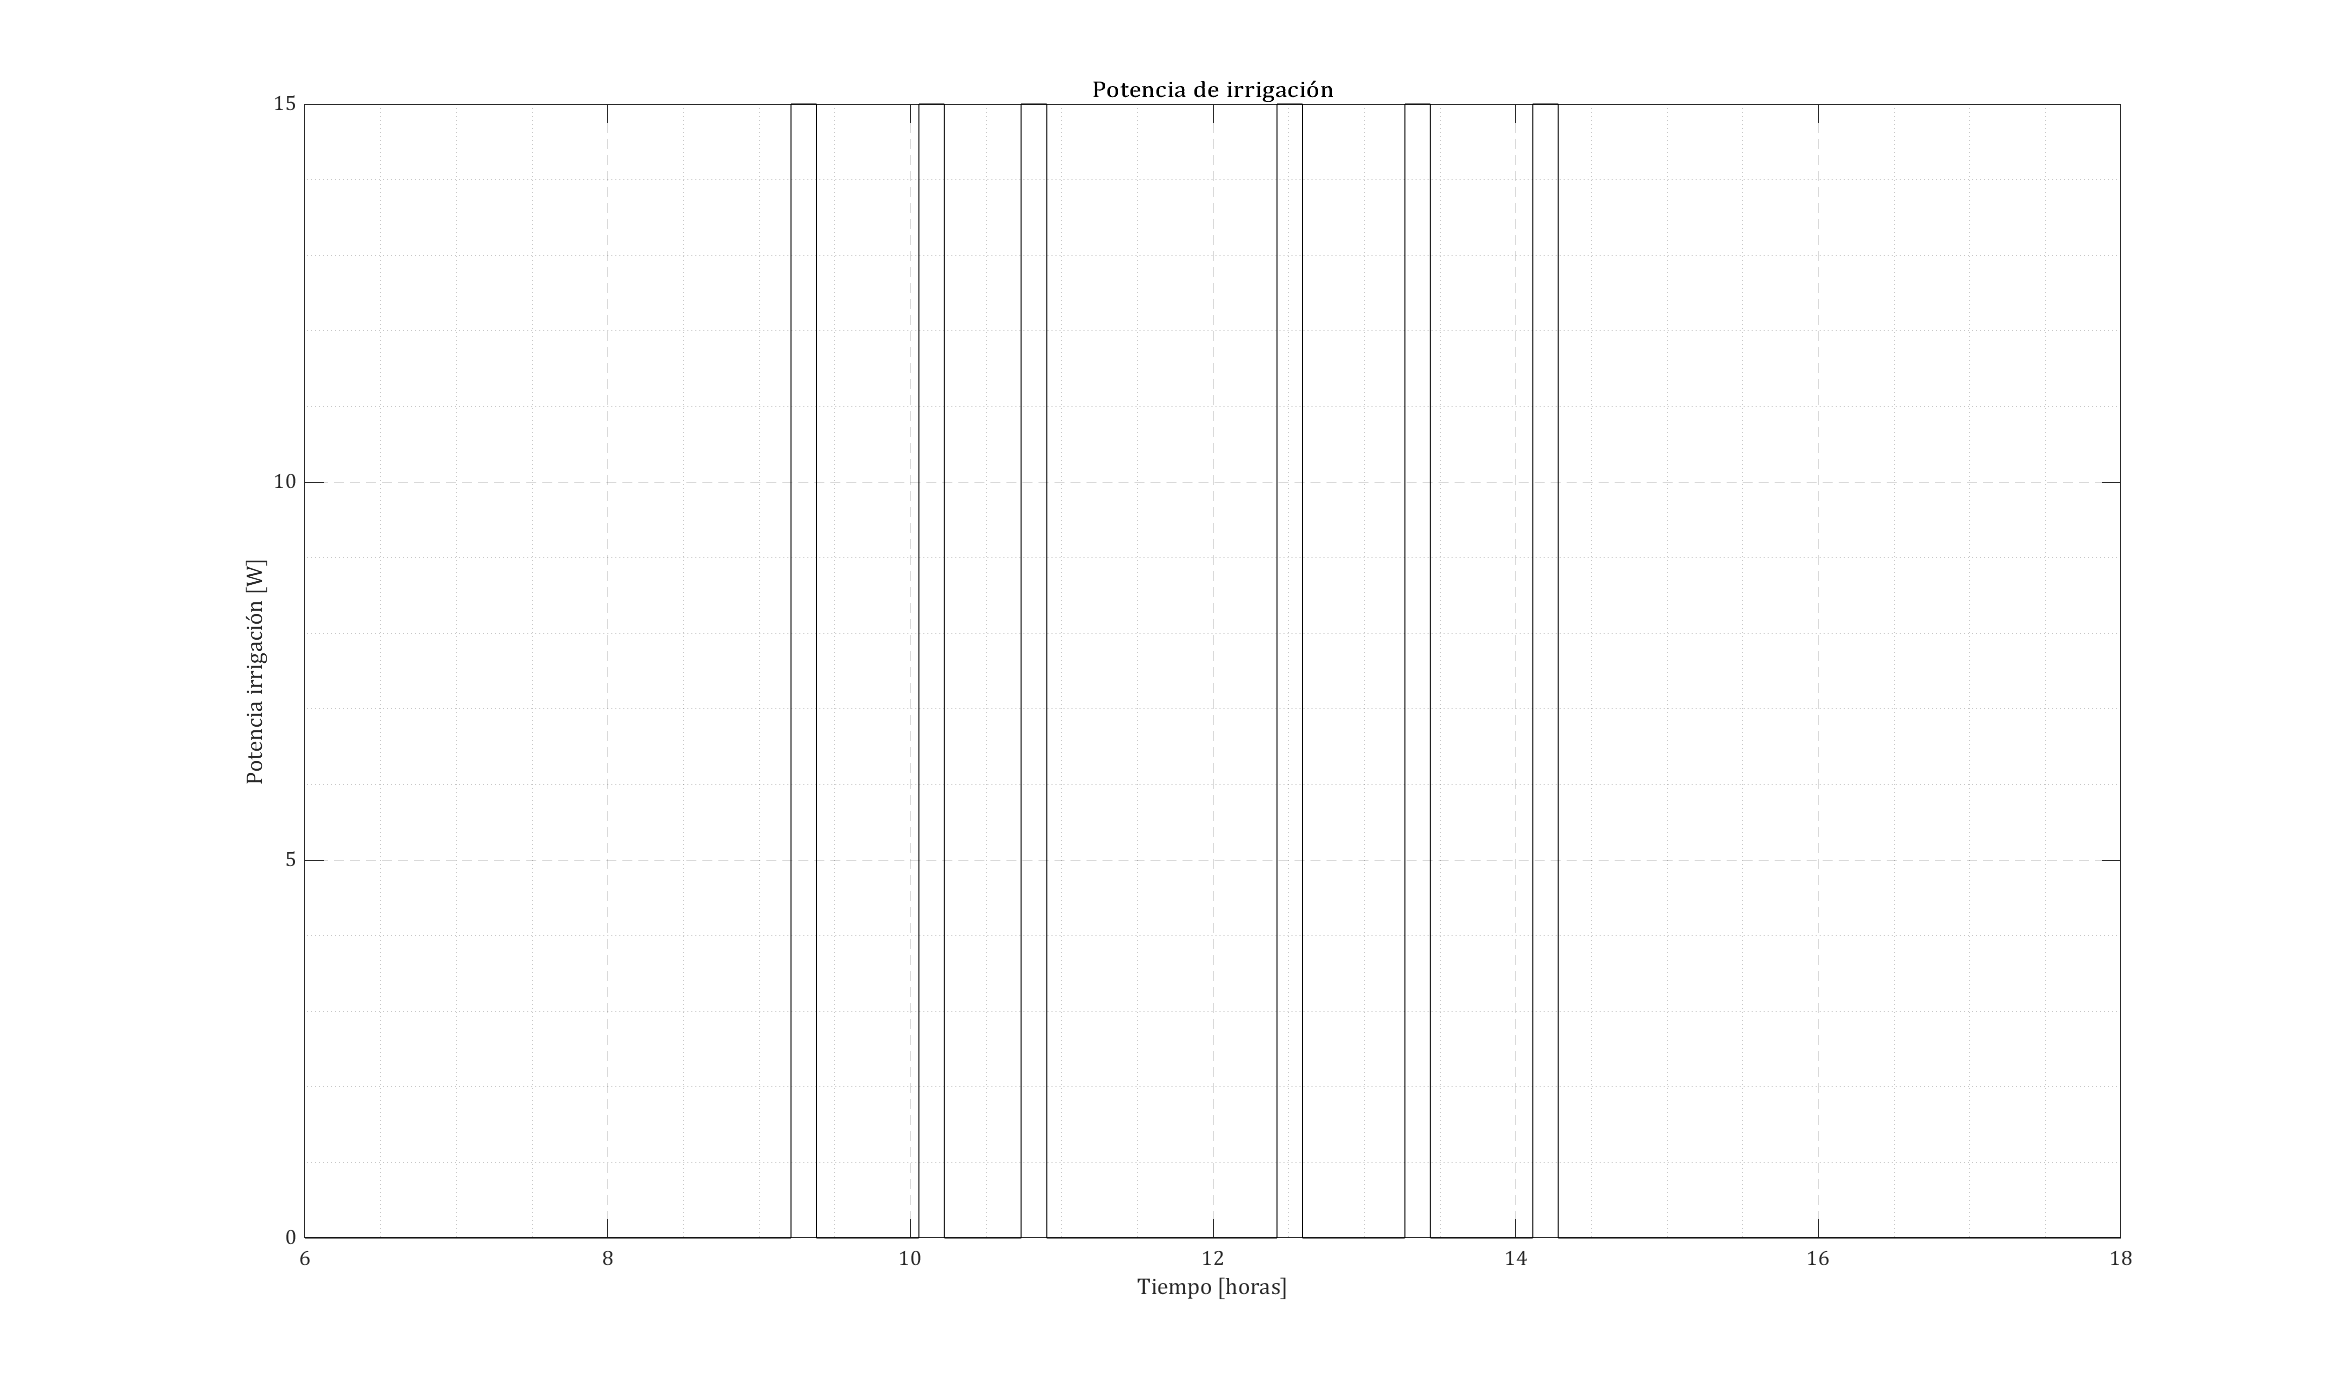 Potencia de irrigación
15
10
5
0
Potencia irrigación [W]
6 8 10 12 14 16 18
Tiempo [horas]